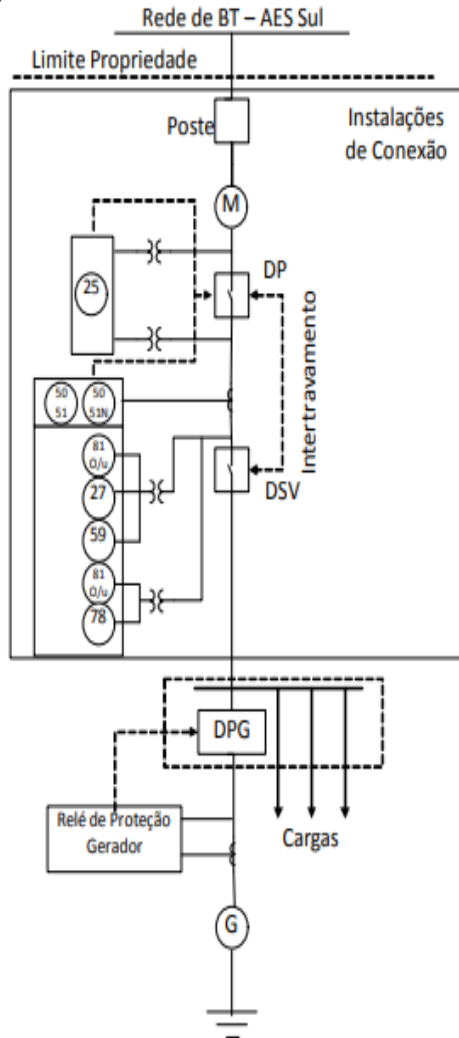 Rede de BT – AES Sul
Limite Propriedade
Poste
Instalações
de Conexão
M
25
DP
Intertravamento
50
51
50
51N
81
O/u
27
59
81
O/u
78
DSV
DPG
Relé de Proteção
Gerador
Cargas
G